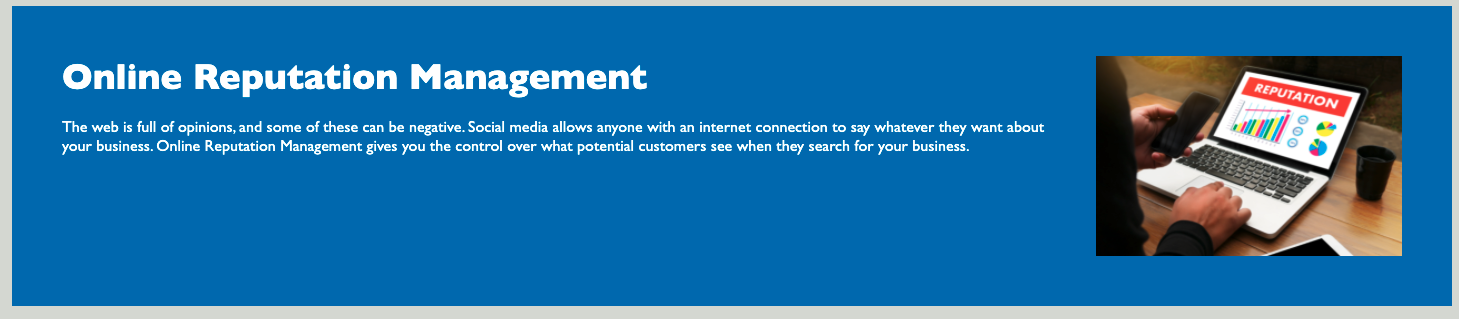 Online Reputation Management
The web is full of opinions, and some of these can be negative. Social media allows anyone with an internet connection to say whatever they want about
your business. Online Reputation Management gives you the control over what potential customers see when they search for your business.
REPUTATION